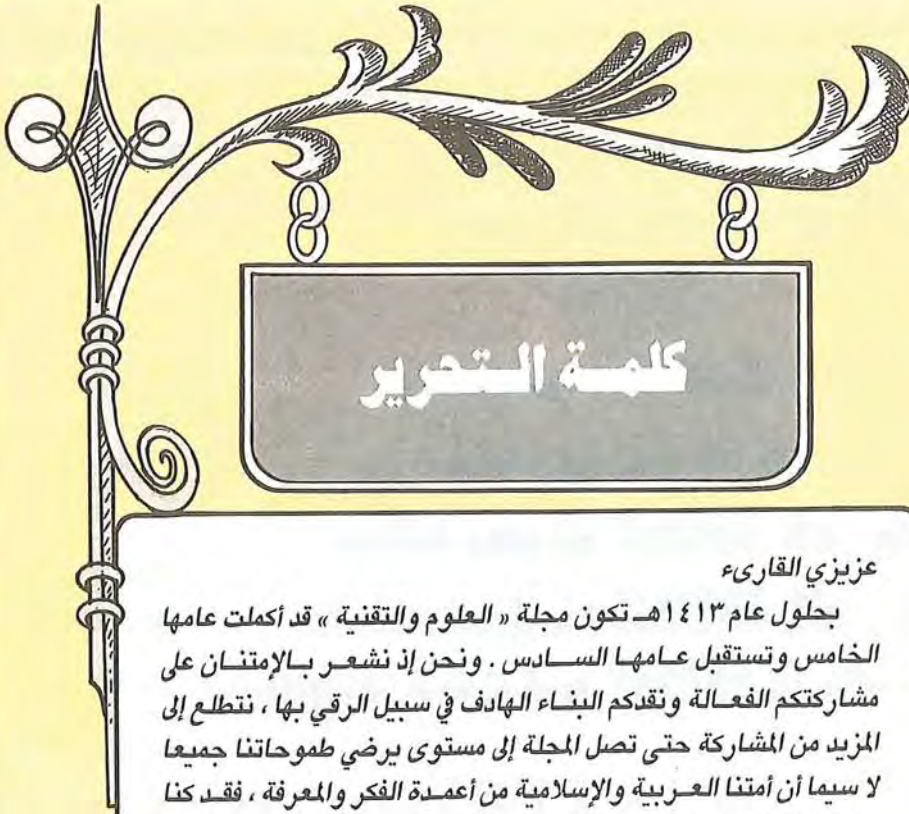 كلمة التحرير
عزيزي القارىء
بحلول عام ١٤١٣هـ تكون مجلة « العلوم والتقنية » قد أكملت عامها
الخامس وتستقبل عامها السادس . ونحن إذ نشعر بالإمتنان على
مشاركتكم الفعالة ونقدكم البناء الهادف في سبيل الرقي بها ، نتطلع إلى
المزيد من المشاركة حتى تصل المجلة إلى مستوى يرضي طموحاتنا جميعا
لا سيما أن أمتنا العربية والإسلامية من أعمدة الفكر والمعرفة ، فقد كنا